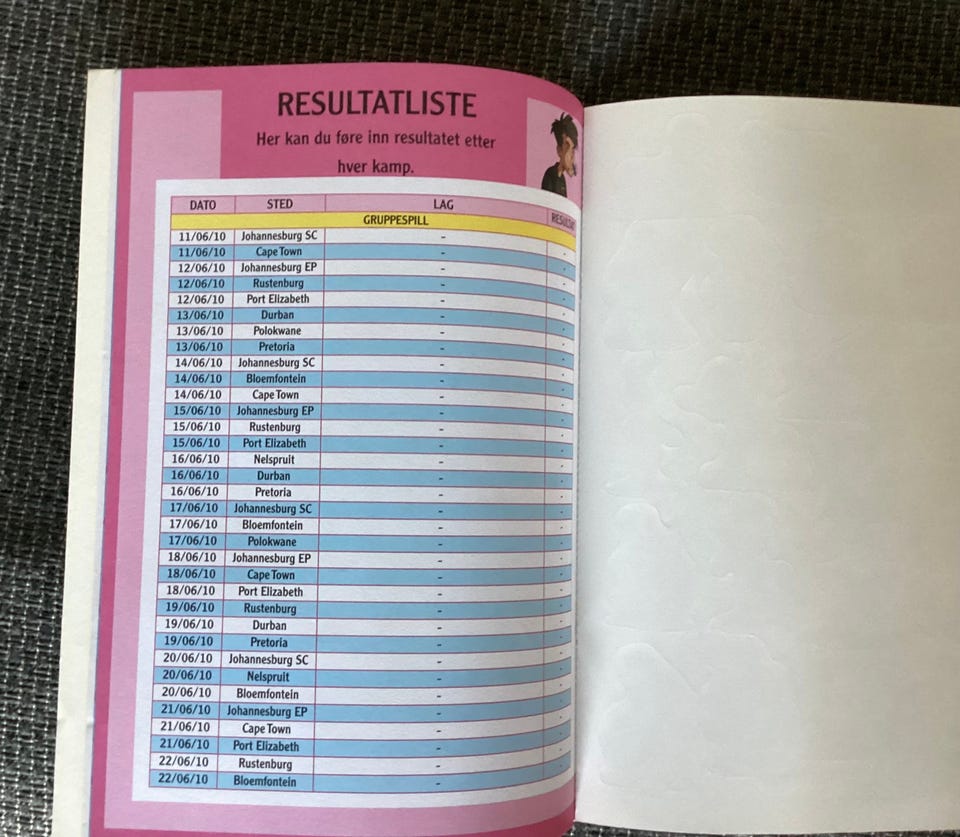 RESULTATLISTE
Her kan du føre inn resultatet etter
hver kamp.
DATO STED LAG RESULTAT
GRUPPESPILL
11/06/10 Johannesburg SC - -
11/06/10 Cape Town - -
12/06/10 Johannesburg EP - -
12/06/10 Rustenburg - -
12/06/10 Port Elizabeth - -
13/06/10 Durban - -
13/06/10 Polokwane - -
13/06/10 Pretoria - -
14/06/10 Johannesburg SC - -
14/06/10 Bloemfontein - -
14/06/10 Cape Town - -
15/06/10 Johannesburg EP - -
15/06/10 Rustenburg - -
15/06/10 Port Elizabeth - -
16/06/10 Nelspruit - -
16/06/10 Durban - -
16/06/10 Pretoria - -
17/06/10 Johannesburg SC - -
17/06/10 Bloemfontein - -
17/06/10 Polokwane - -
18/06/10 Johannesburg EP - -
18/06/10 Cape Town - -
18/06/10 Port Elizabeth - -
19/06/10 Rustenburg - -
19/06/10 Durban - -
19/06/10 Pretoria - -
20/06/10 Johannesburg SC - -
20/06/10 Nelspruit - -
20/06/10 Bloemfontein - -
21/06/10 Johannesburg EP - -
21/06/10 Cape Town - -
21/06/10 Port Elizabeth - -
22/06/10 Rustenburg - -
22/06/10 Bloemfontein - -